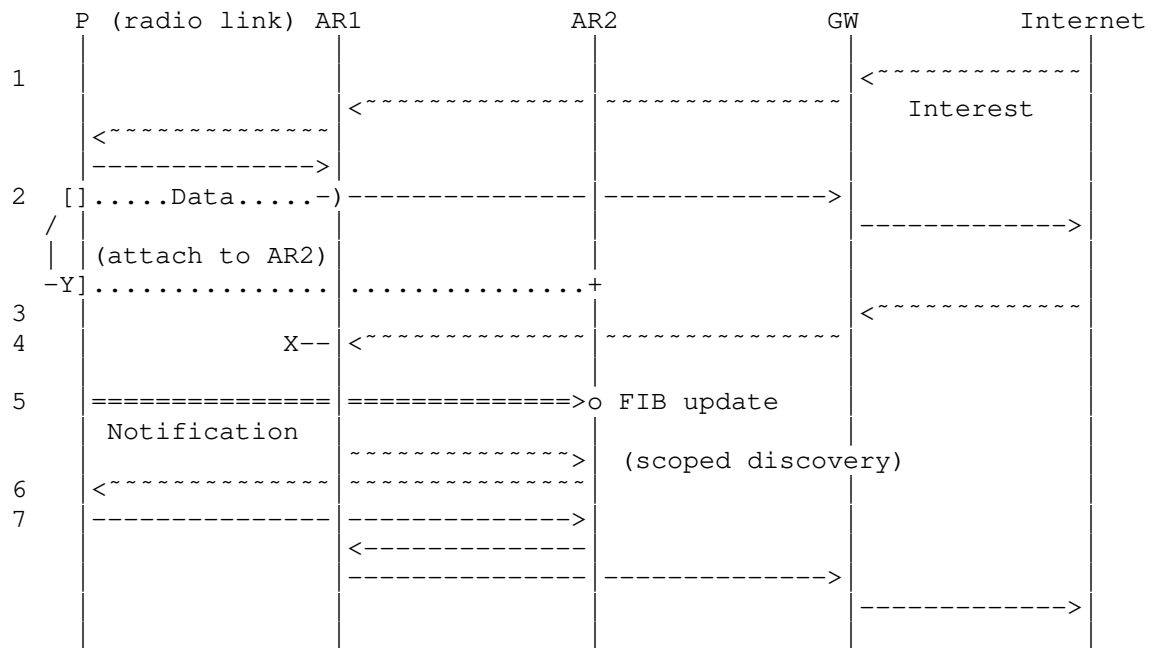 P (radio link) AR1 AR2 GW Internet
1
Interest
2 Data
(attach to AR2)
Y
3
4 X
5 o FIB update
Notification
(scoped discovery)
6
7